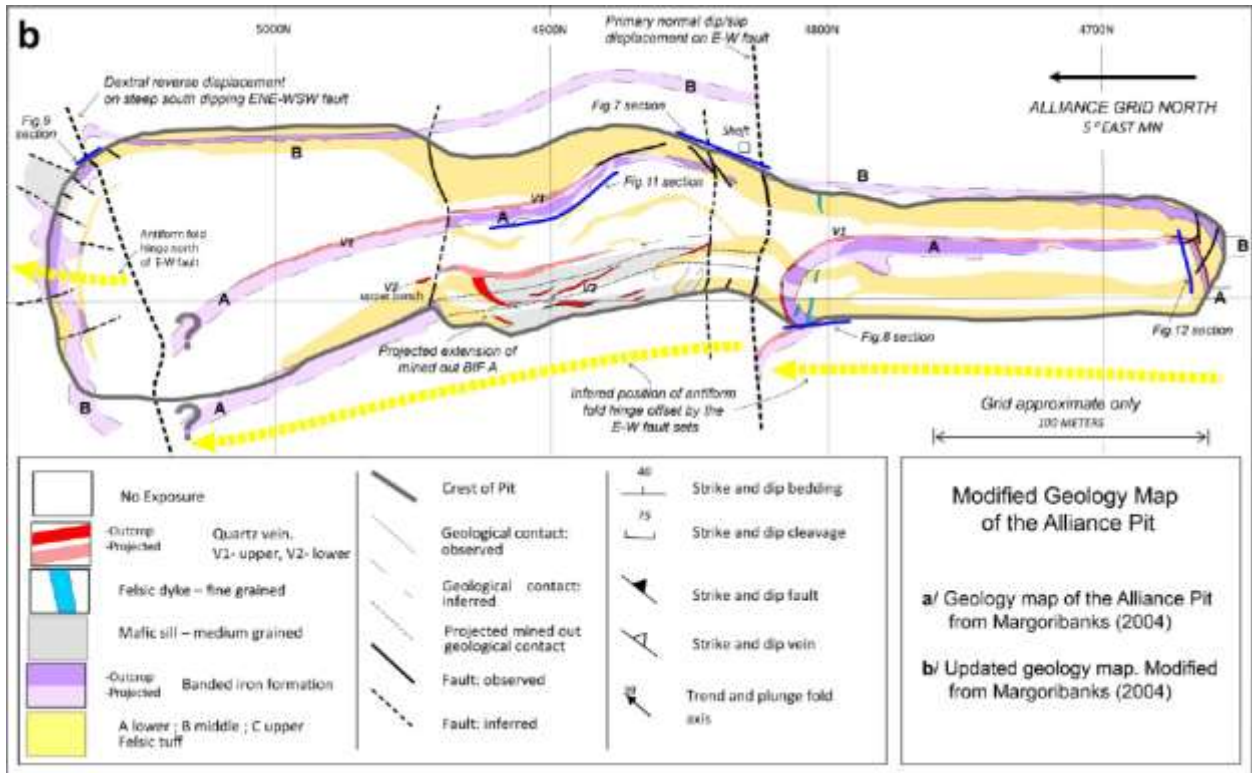 b
5000N
4900N
4800N
4790N
Primary normal dip/slip
displacement on E-W fault
Dextral reverse displacement
on steep south dipping ENE-WSW fault
Fig.9
section
Fig.7 section
Shaft
B
ALLIANCE GRID NORTH
5° EAST MN
B
B
V1
A
Fig.11 section
V1
Antiform fold
hinge north
of E-W fault
A
V1
A
B
A
V2
upper bench
V2
?
Projected extension of
mined out BIF A
Fig.8 section
Fig.12 section
B
?
A
Infered position of antiform
fold hinge offset by the
E-W fault sets
Grid approximate only
100 METERS
No Exposure
-Outcrop
-Projected
Quartz vein.
V1- upper, V2- lower
Felsic dyke – fine grained
Mafic sill – medium grained
-Outcrop
-Projected
Banded iron formation
A lower ; B middle ; C upper
Felsic tuff
Crest of Pit
Geological contact:
observed
Geological contact:
inferred
Projected mined out
geological contact
Fault: observed
Fault: inferred
40
Strike and dip bedding
75
Strike and dip cleavage
Strike and dip fault
Strike and dip vein
Trend and plunge fold
axis
Modified Geology Map
of the Alliance Pit
a/ Geology map of the Alliance Pit
from Margoribanks (2004)
b/ Updated geology map. Modified
from Margoribanks (2004)